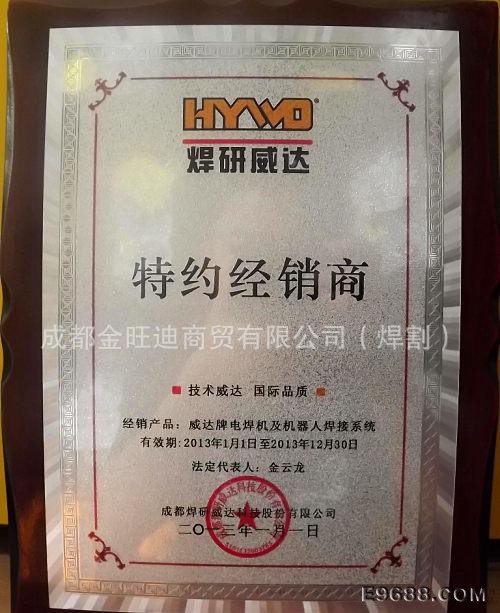 HYWD®
焊研威达
特约经销商
成都金旺迪商贸有限公司（焊割）
■ 技术威达 国际品质 ■
经销产品：威达牌电焊机及机器人焊接系统
有效期：2013年1月1日至2013年12月30日
法定代表人：金云龙
成都焊研威达科技股份有限公司
二〇一三年一月一日
E9688.COM